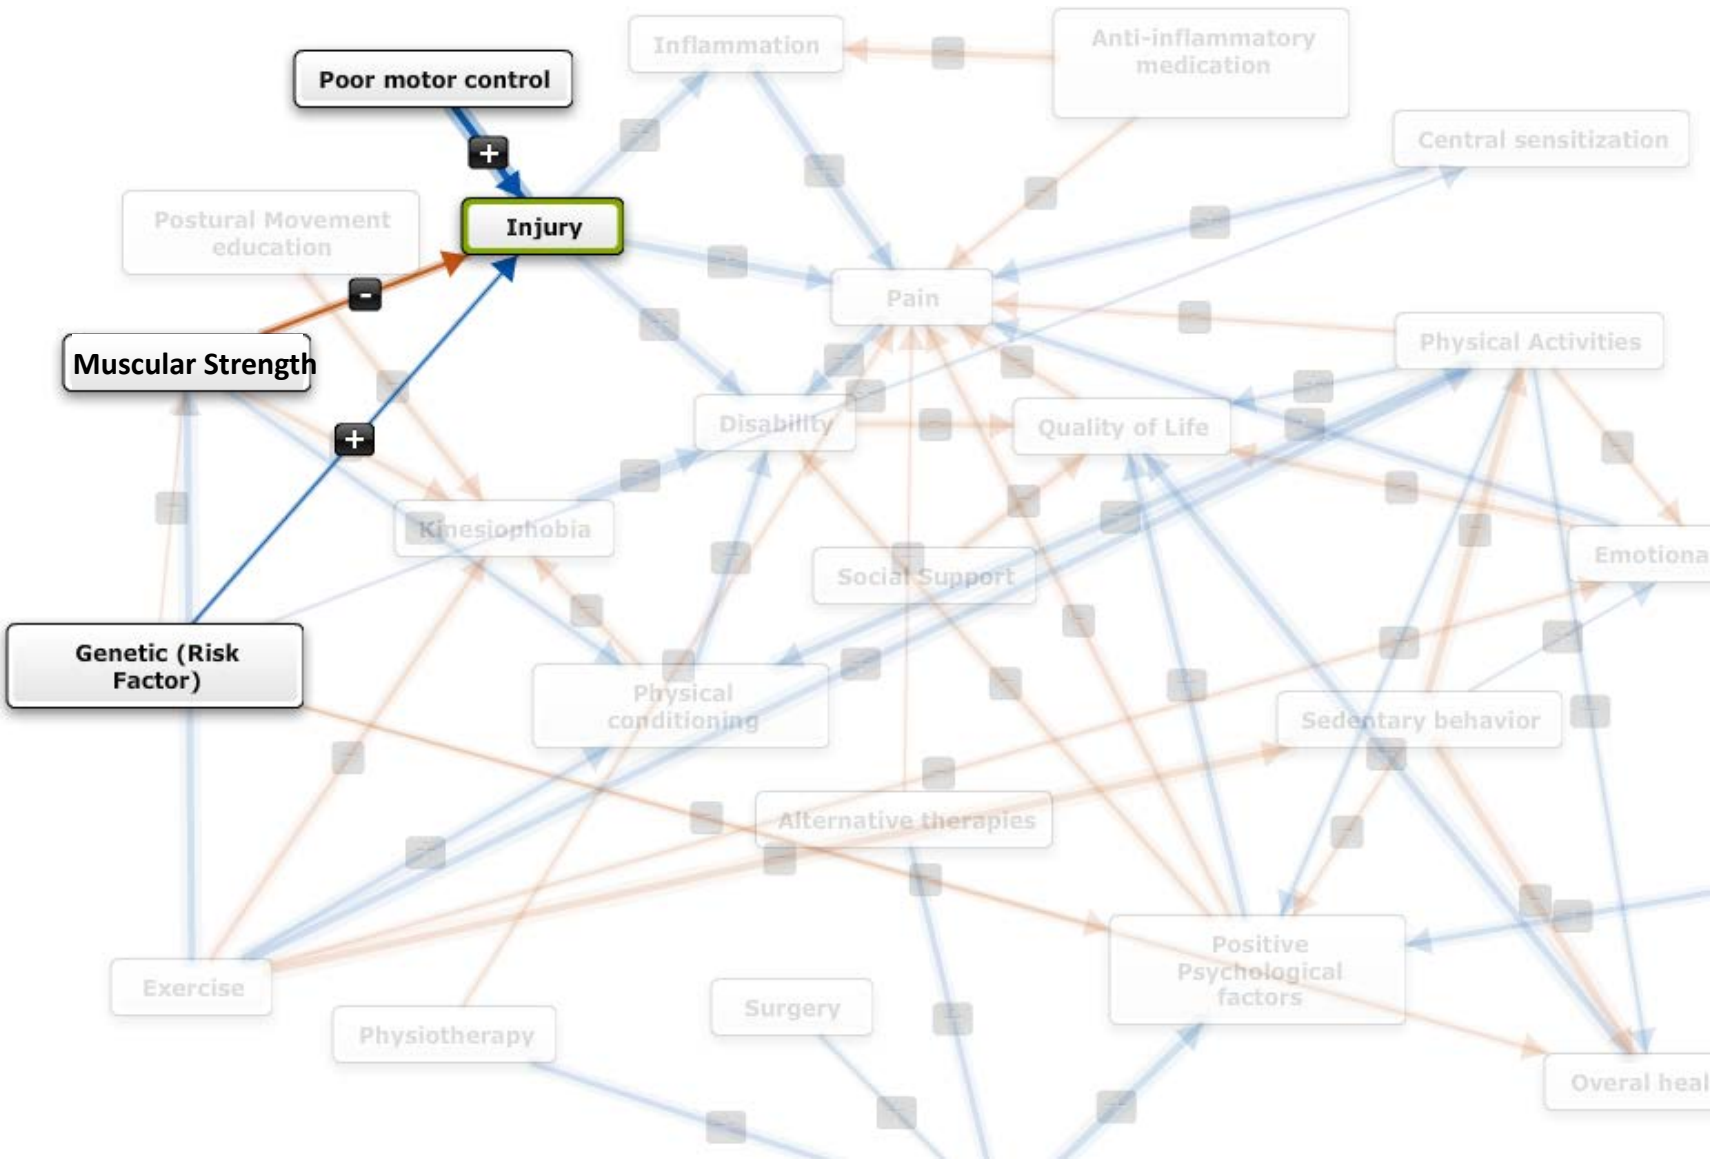 Inflammation
Anti-inflammatory
medication
Poor motor control
+
Central sensitization
Postural Movement
education
Injury
-
Pain
Physical Activities
Muscular Strength
Disability
Quality of Life
+
Kinesiophobia
Emotiona
Social Support
Genetic (Risk
Factor)
Physical
conditioning
Sedentary behavior
Alternative therapies
Positive
Psychological
factors
Exercise
Surgery
Physiotherapy
Overal heal